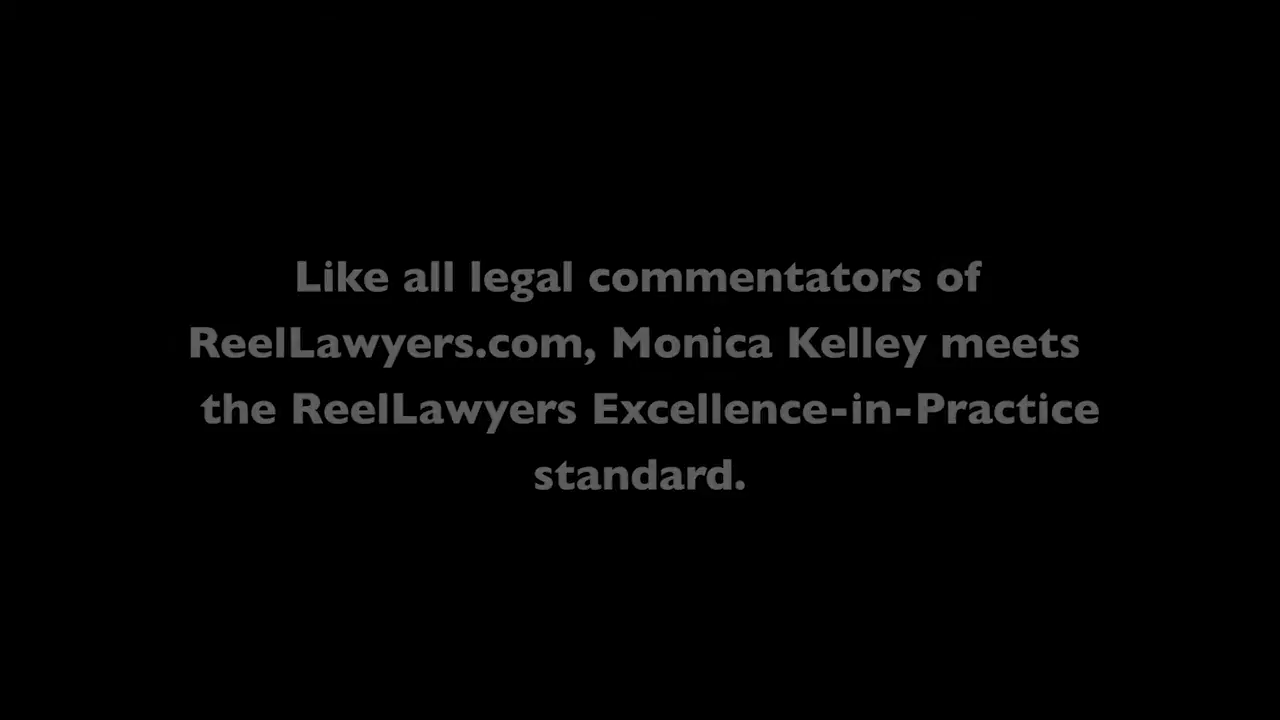 Like all legal commentators of
ReelLawyers.com, Monica Kelley meets
the ReelLawyers Excellence-in-Practice
standard.